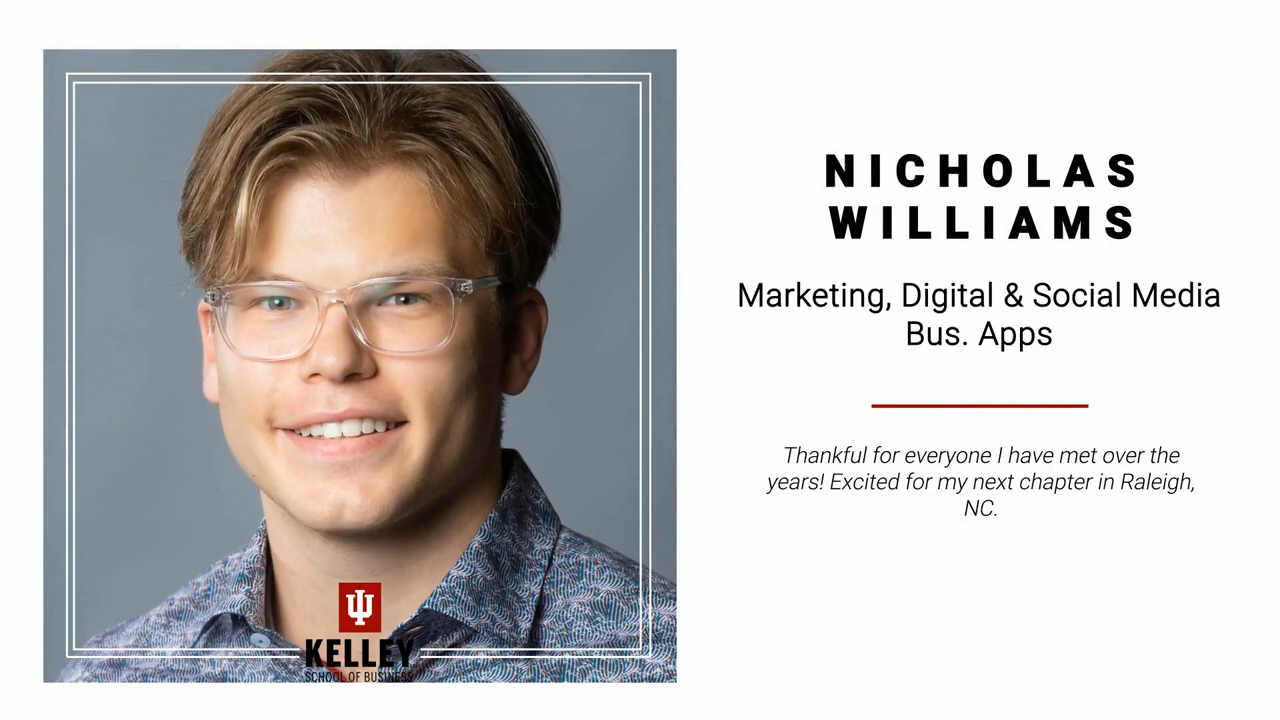 NICHOLAS
WILLIAMS
Marketing, Digital & Social Media
Bus. Apps
Thankful for everyone I have met over the
years! Excited for my next chapter in Raleigh,
NC.
KELLEY
SCHOOL OF BUSINESS